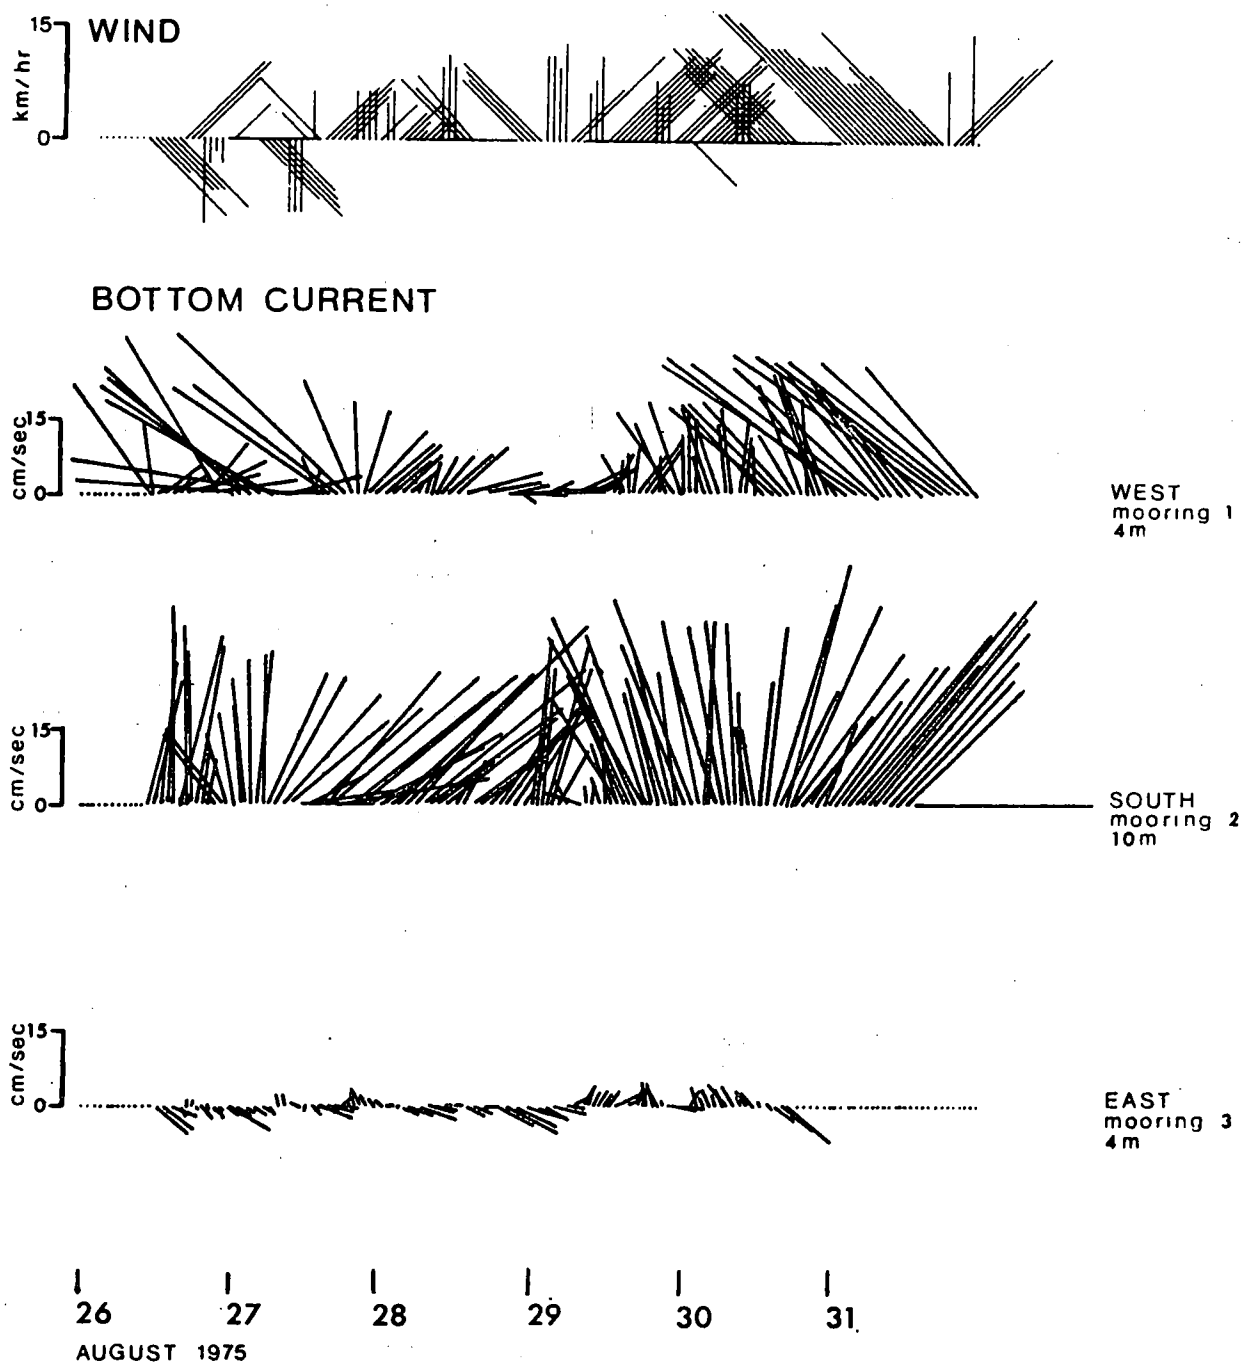 WIND
15
km/hr
0
BOTTOM CURRENT
15
cm/sec
0
WEST
mooring 1
4m
15
cm/sec
0
SOUTH
mooring 2
10m
15
cm/sec
0
EAST
mooring 3
4m
26 27 28 29 30 31
AUGUST 1975